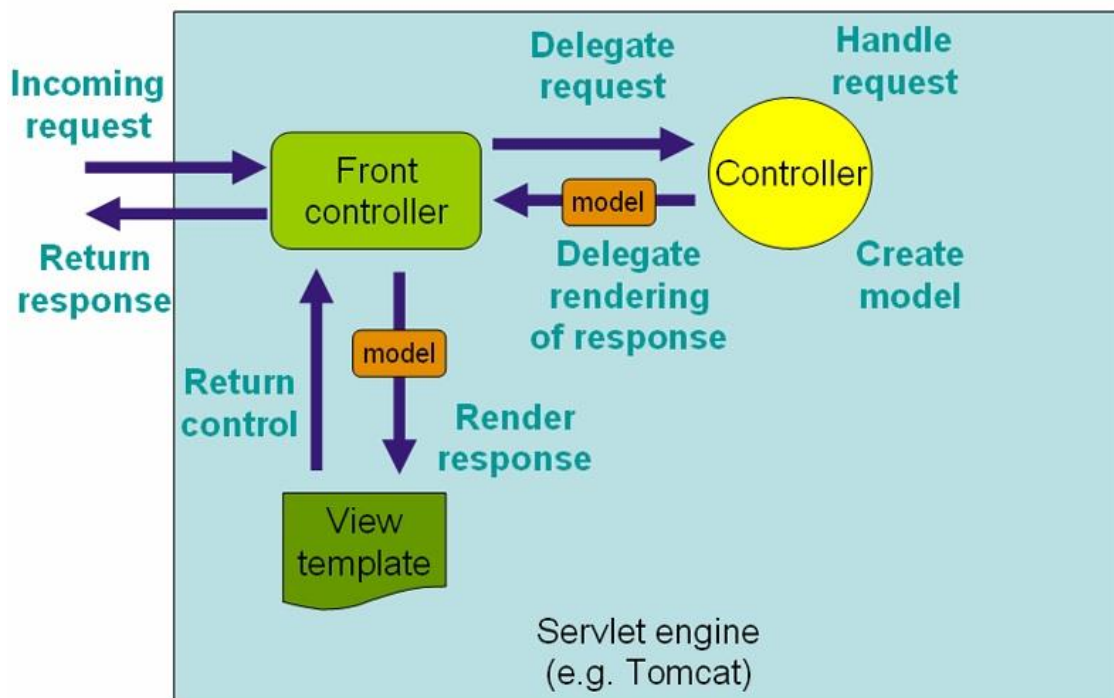 Incoming
request
Delegate
request
Handle
request
Front
controller
Controller
model
Return
response
Delegate
rendering
of response
Create
model
model
Return
control
Render
response
View
template
Servlet engine
(e.g. Tomcat)